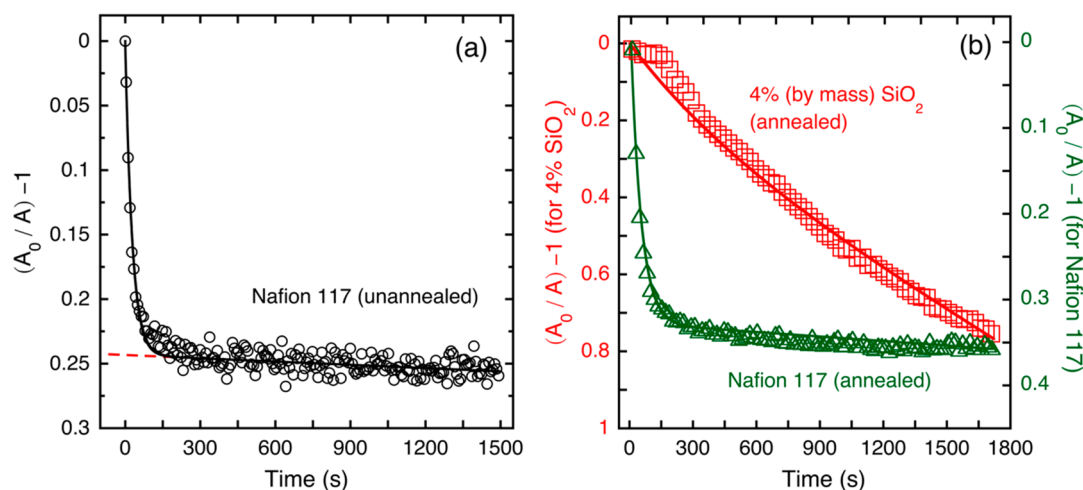 (a)
0
0.05
0.1
0.15
0.2
0.25
0.3
(A0 / A) −1
Nafion 117 (unannealed)
0 300 600 900 1200 1500
Time (s)
(b)
0
0.2
0.4
0.6
0.8
1
(A0 / A) −1 (for 4% SiO2)
4% (by mass) SiO2
(annealed)
Nafion 117 (annealed)
0
0.1
0.2
0.3
0.4
(A0 / A) −1 (for Nafion 117)
0 300 600 900 1200 1500 1800
Time (s)